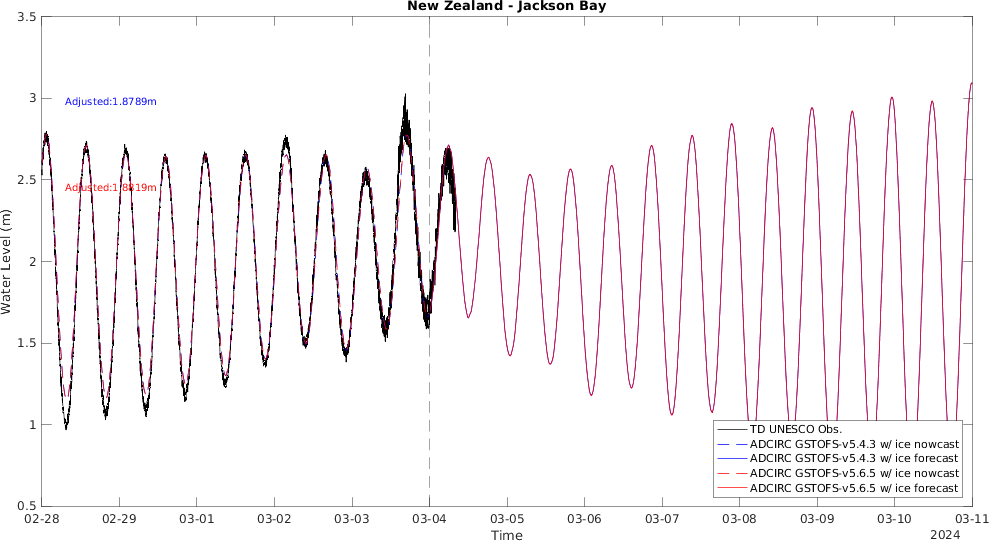 New Zealand - Jackson Bay
3.5
3
2.5
2
1.5
1
0.5
Water Level (m)
Adjusted:1.8789m
Adjusted:1.8819m
TD UNESCO Obs.
ADCIRC GSTOFS-v5.4.3 w/ ice nowcast
ADCIRC GSTOFS-v5.4.3 w/ ice forecast
ADCIRC GSTOFS-v5.6.5 w/ ice nowcast
ADCIRC GSTOFS-v5.6.5 w/ ice forecast
02-28 02-29 03-01 03-02 03-03 03-04 03-05 03-06 03-07 03-08 03-09 03-10 03-11
Time
2024